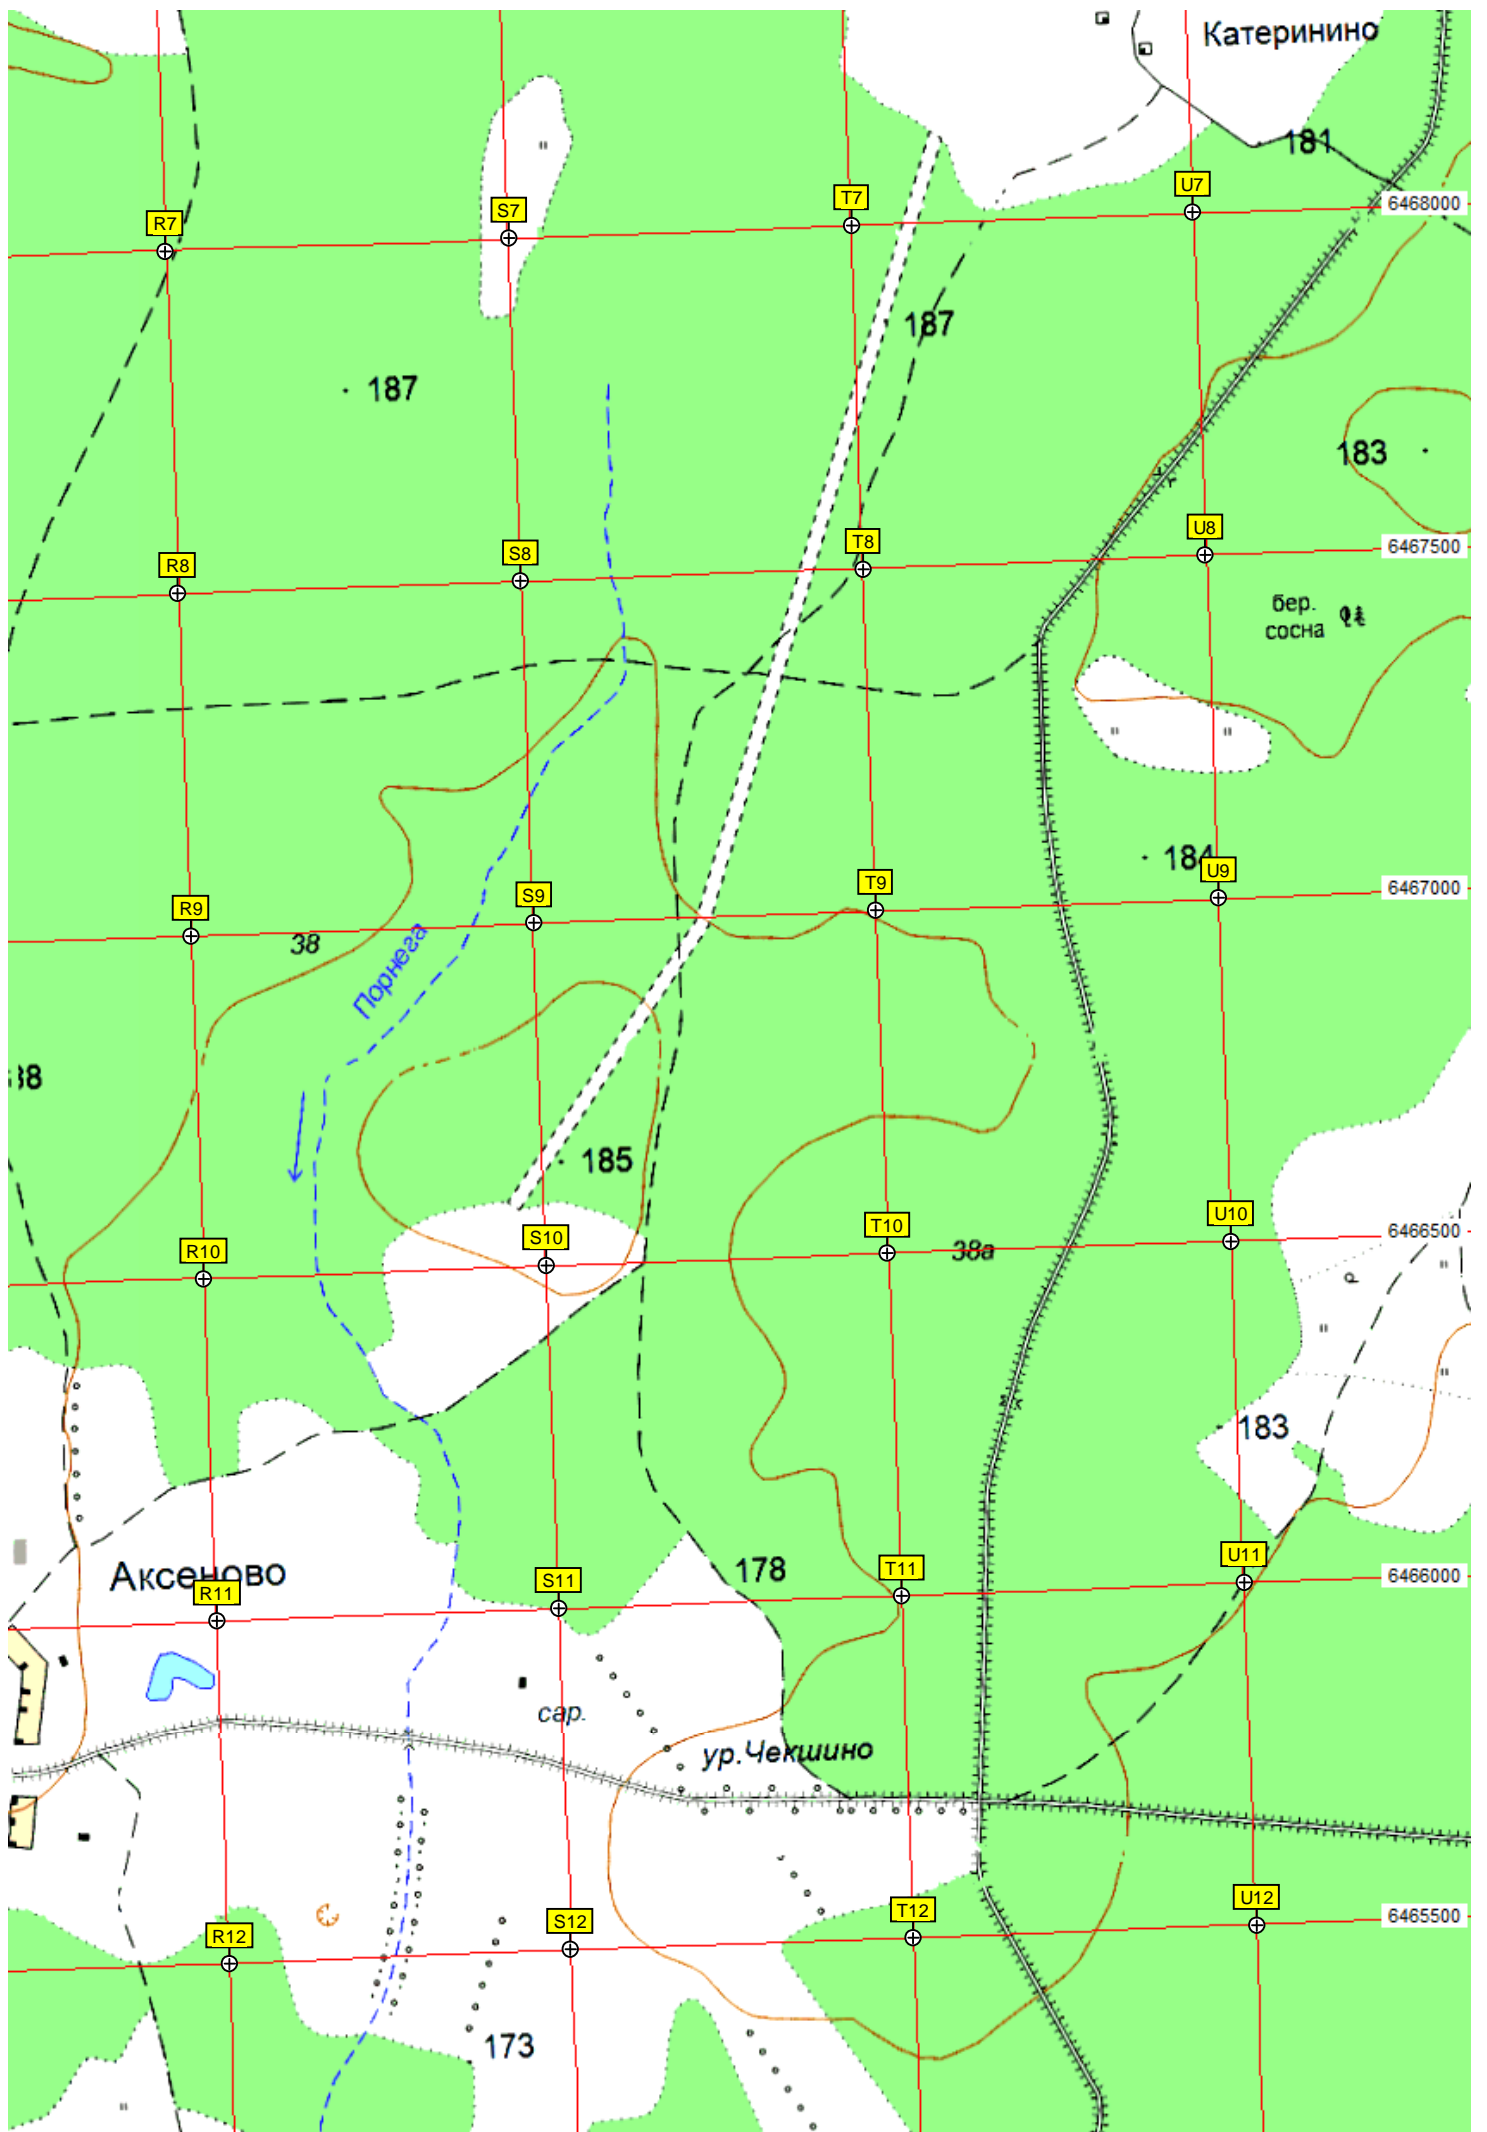 Катеринино
181
U7
6468000
T7
S7
R7
187
187
183
U8
6467500
T8
S8
R8
бер.
сосна
184
U9
6467000
T9
S9
R9
38
Порнега
185
U10
6466500
T10
38а
S10
R10
183
Аксеново
178
U11
6466000
T11
S11
R11
сар.
ур.Чекшино
U12
6465500
T12
S12
R12
173